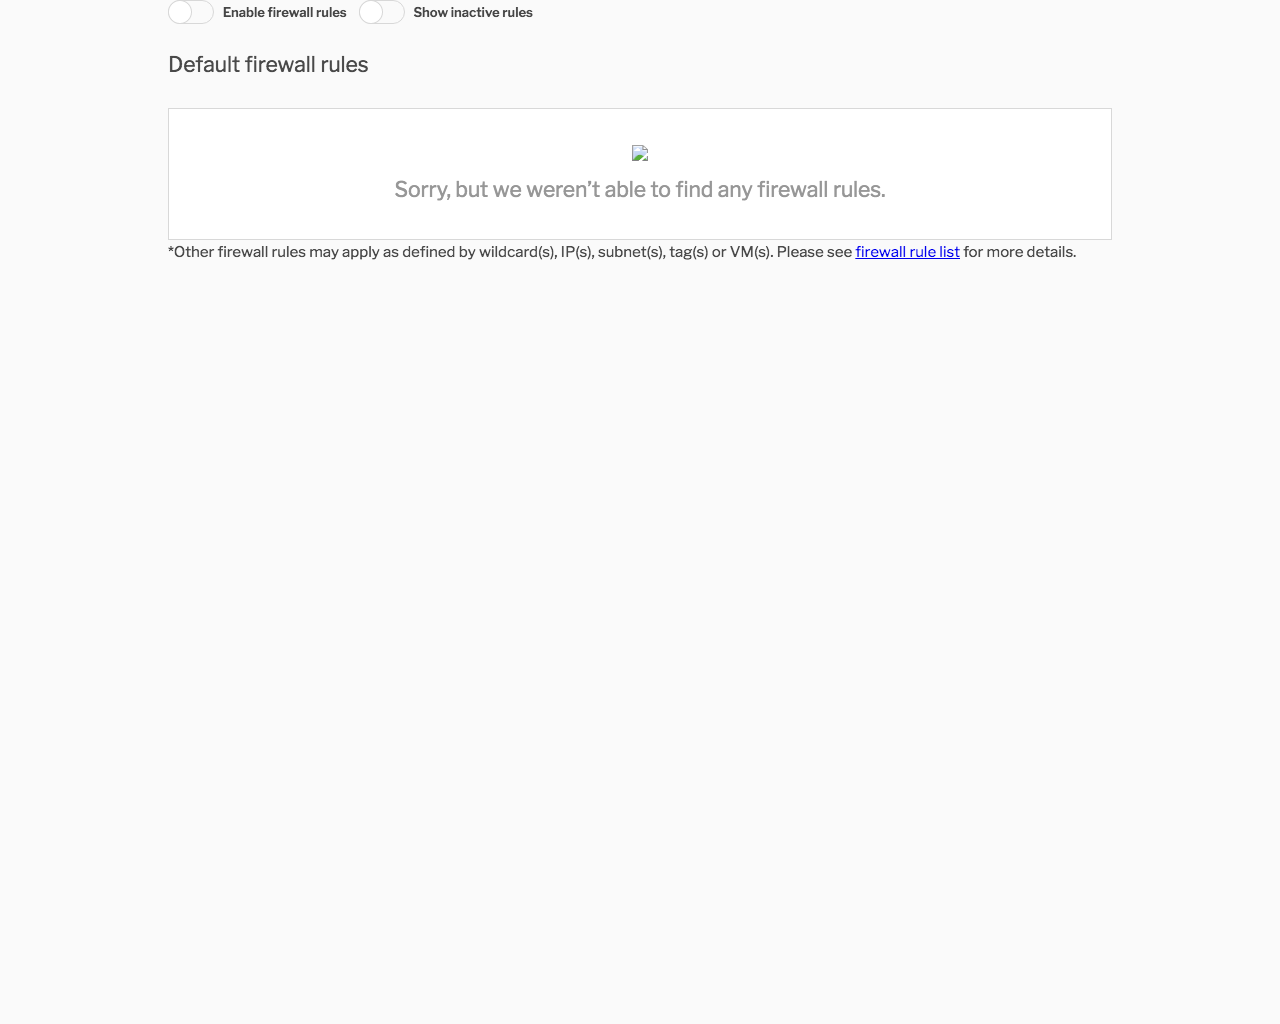 Enable firewall rules Show inactive rules
Default firewall rules
Sorry, but we weren’t able to find any firewall rules.
*Other firewall rules may apply as defined by wildcard(s), IP(s), subnet(s), tag(s) or VM(s). Please see firewall rule list for more details.